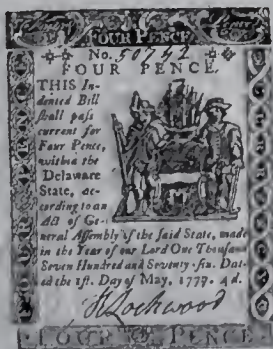 FOUR PENCE
No. 50792
FOUR PENCE.
THIS In-
dented Bill
shall pass
current for
Four Pence,
within the
Delaware
State, ac-
cording to an
Act of Ge-
neral Assembly of the said State, made
in the Year of our Lord One Thousand
Seven Hundred and Seventy-six. Dat-
ed the 1st. Day of May, 1777. 4d.
FOUR PENCE
FOUR PENCE